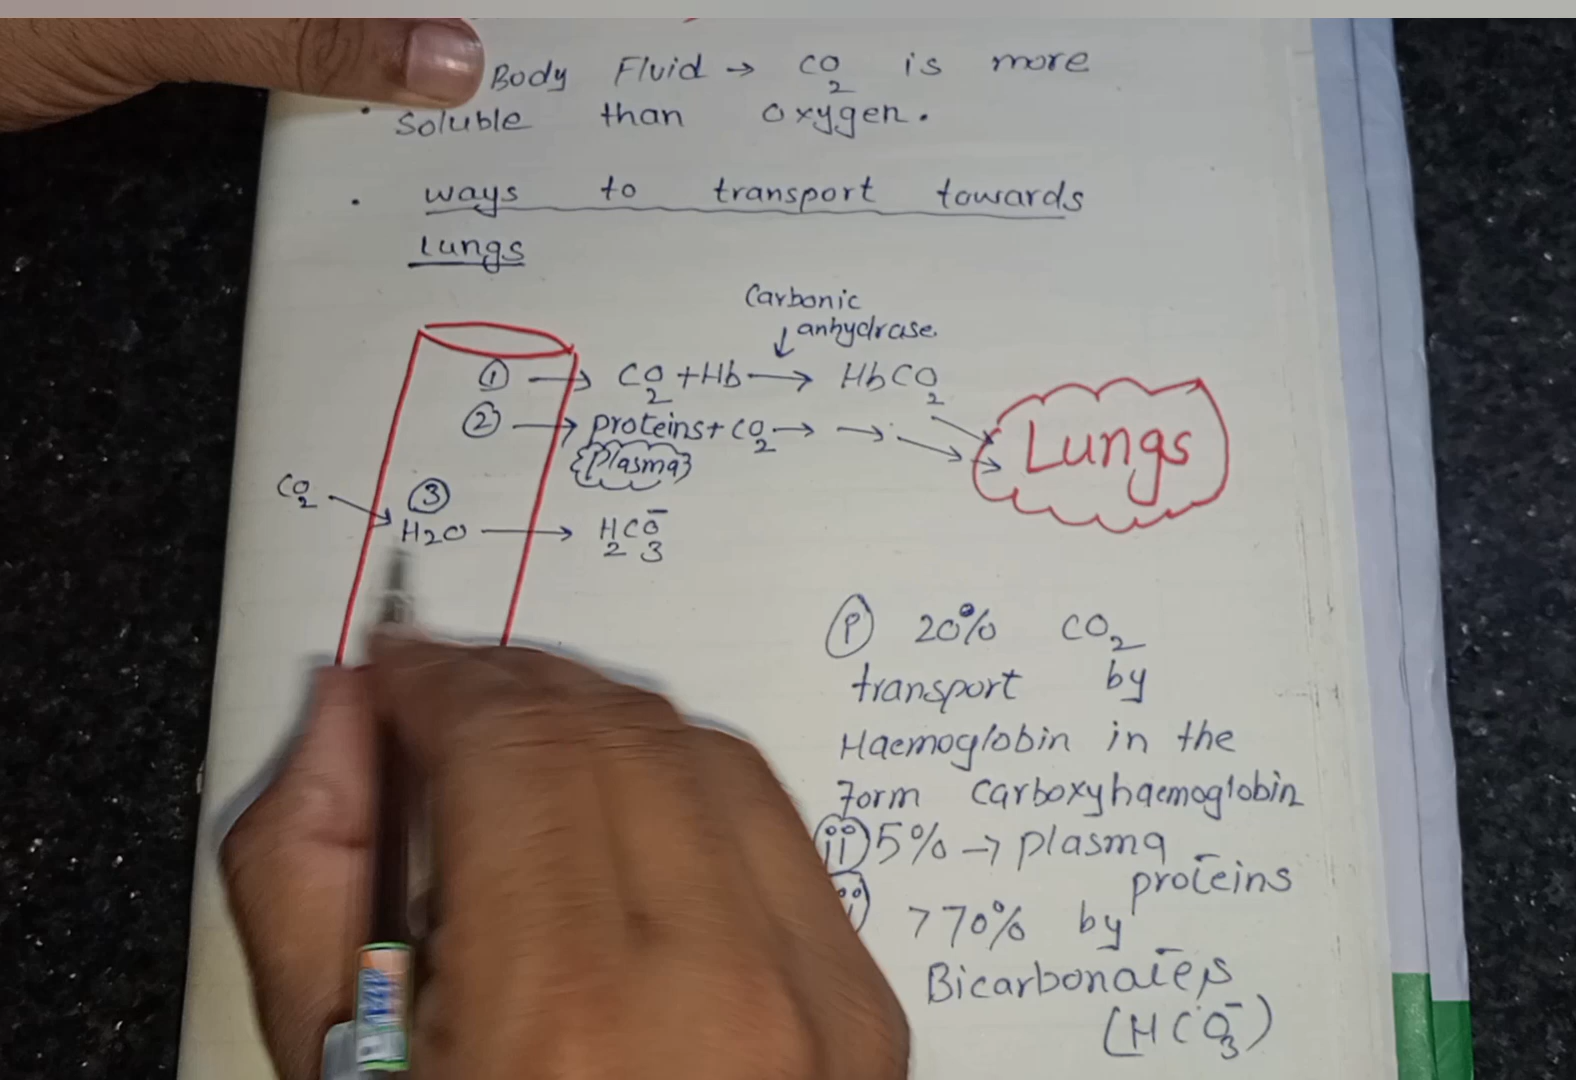 Body Fluid → CO2 is more
• Soluble than oxygen.
• ways to transport towards
Lungs
Carbonic
↓ anhydrase
① → CO2 + Hb → HbCO2
② → proteins + CO2 → →
{Plasma}
Lungs
CO2 ③
H2O → H2CO3⁻
(P) 20% CO2
transport by
Haemoglobin in the
Form carboxyhaemoglobin
(ii) 5% → plasma
proteins
>70% by
Bicarbonates
(HCO3⁻)